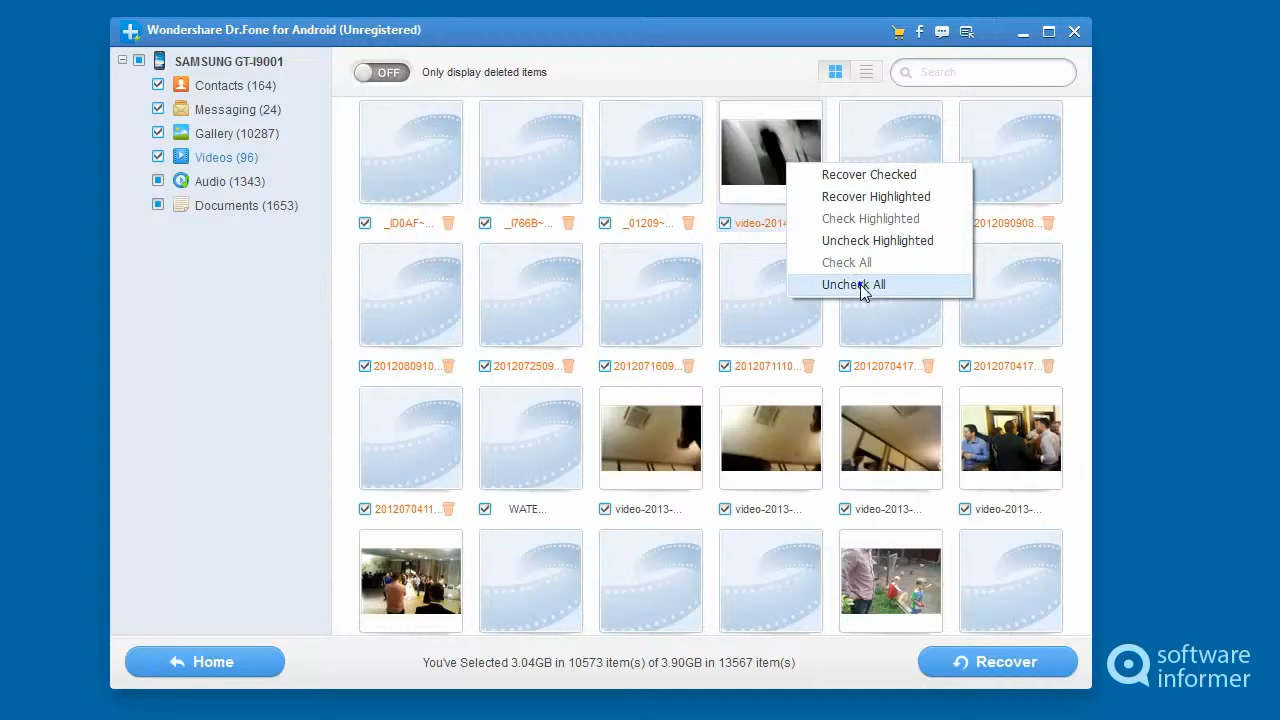 Wondershare Dr.Fone for Android (Unregistered)
SAMSUNG GT-I9001
Contacts (164)
Messaging (24)
Gallery (10287)
Videos (96)
Audio (1343)
Documents (1653)
OFF
Only display deleted items
Search
_ID0AF~...
_I766B~...
_01209~...
video-2014
2012090908...
Recover Checked
Recover Highlighted
Check Highlighted
Uncheck Highlighted
Check All
Uncheck All
2012080910...
2012072509...
2012071609...
2012071110...
2012070417...
2012070417...
2012070411...
WATE...
video-2013-...
video-2013-...
video-2013-...
video-2013-...
Home
You've Selected 3.04GB in 10573 item(s) of 3.90GB in 13567 item(s)
Recover
software
informer